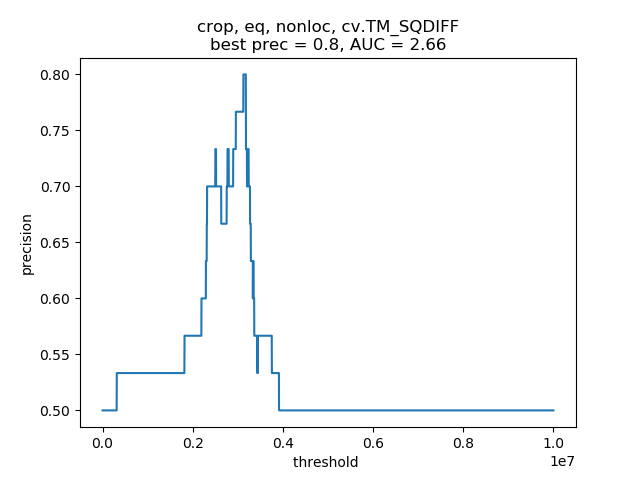 crop, eq, nonloc, cv.TM_SQDIFF
best prec = 0.8, AUC = 2.66
0.80
0.75
0.70
0.65
0.60
0.55
0.50
precision
0.0
0.2
0.4
0.6
0.8
1.0
1e7
threshold